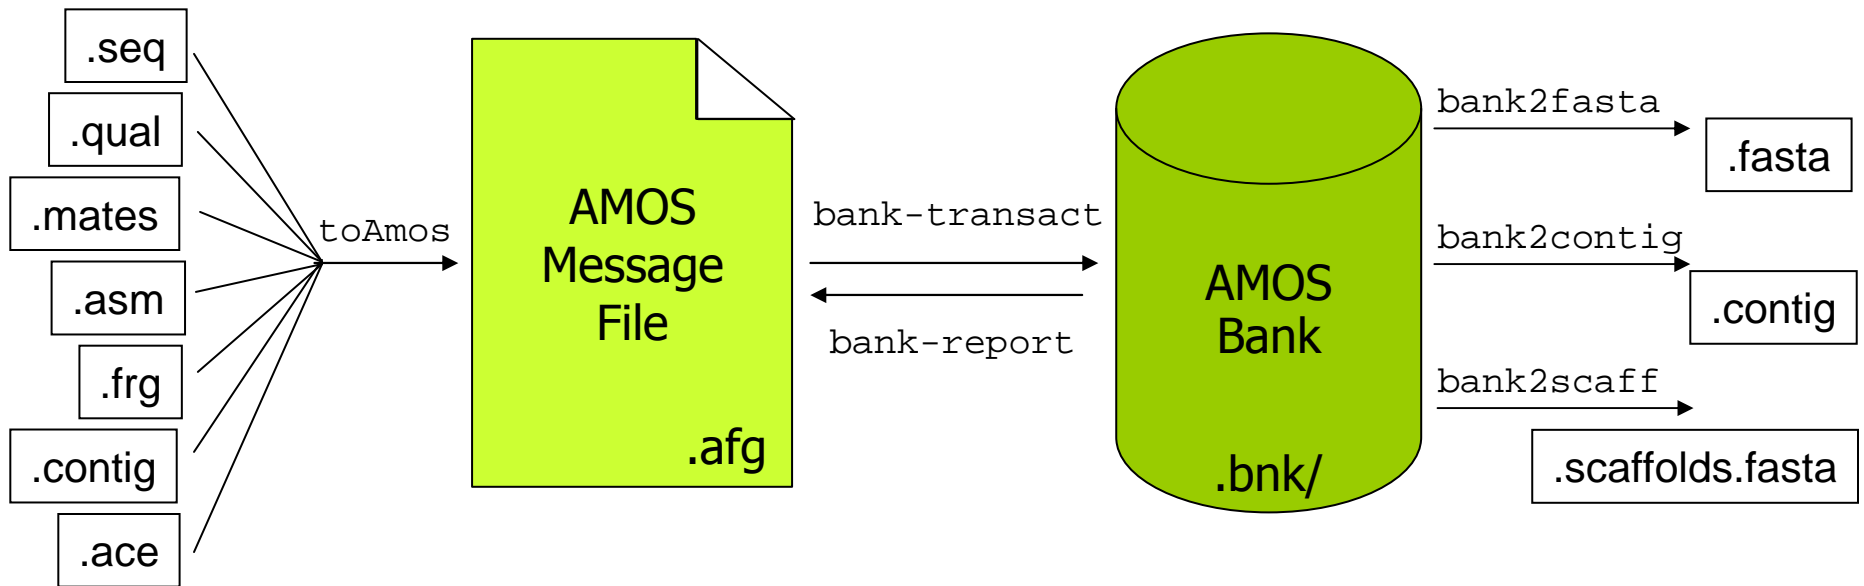 .seq
.qual
.mates
.asm
.frg
.contig
.ace
toAmos
AMOS
Message
File
.afg
bank-transact
bank-report
AMOS
Bank
.bnk/
bank2fasta
.fasta
bank2contig
.contig
bank2scaff
.scaffolds.fasta